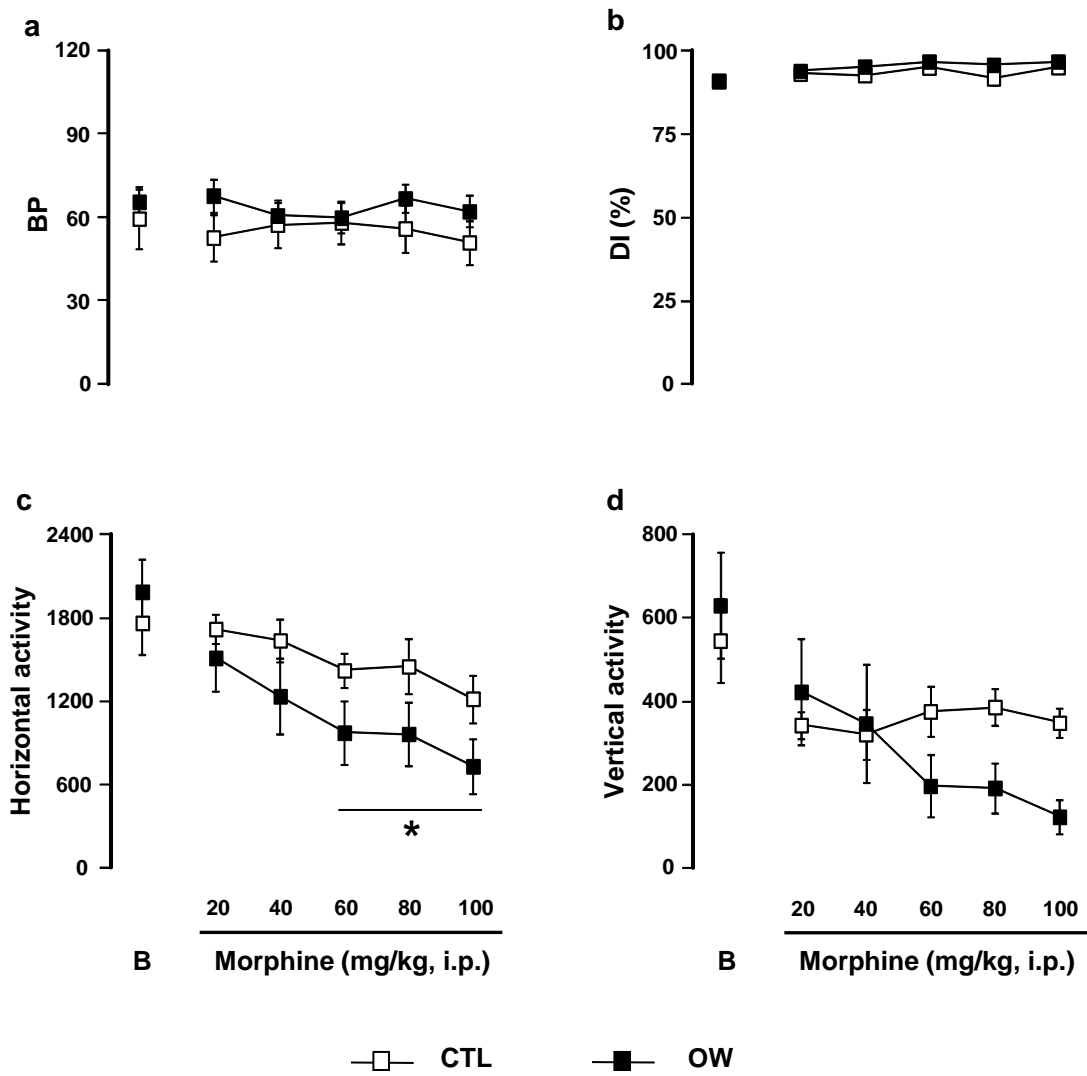 a
BP
120
90
60
30
0
b
DI (%)
100
75
50
25
0
c
Horizontal activity
2400
1800
1200
600
0
*
20 40 60 80 100
B Morphine (mg/kg, i.p.)
d
Vertical activity
800
600
400
200
0
20 40 60 80 100
B Morphine (mg/kg, i.p.)
CTL OW